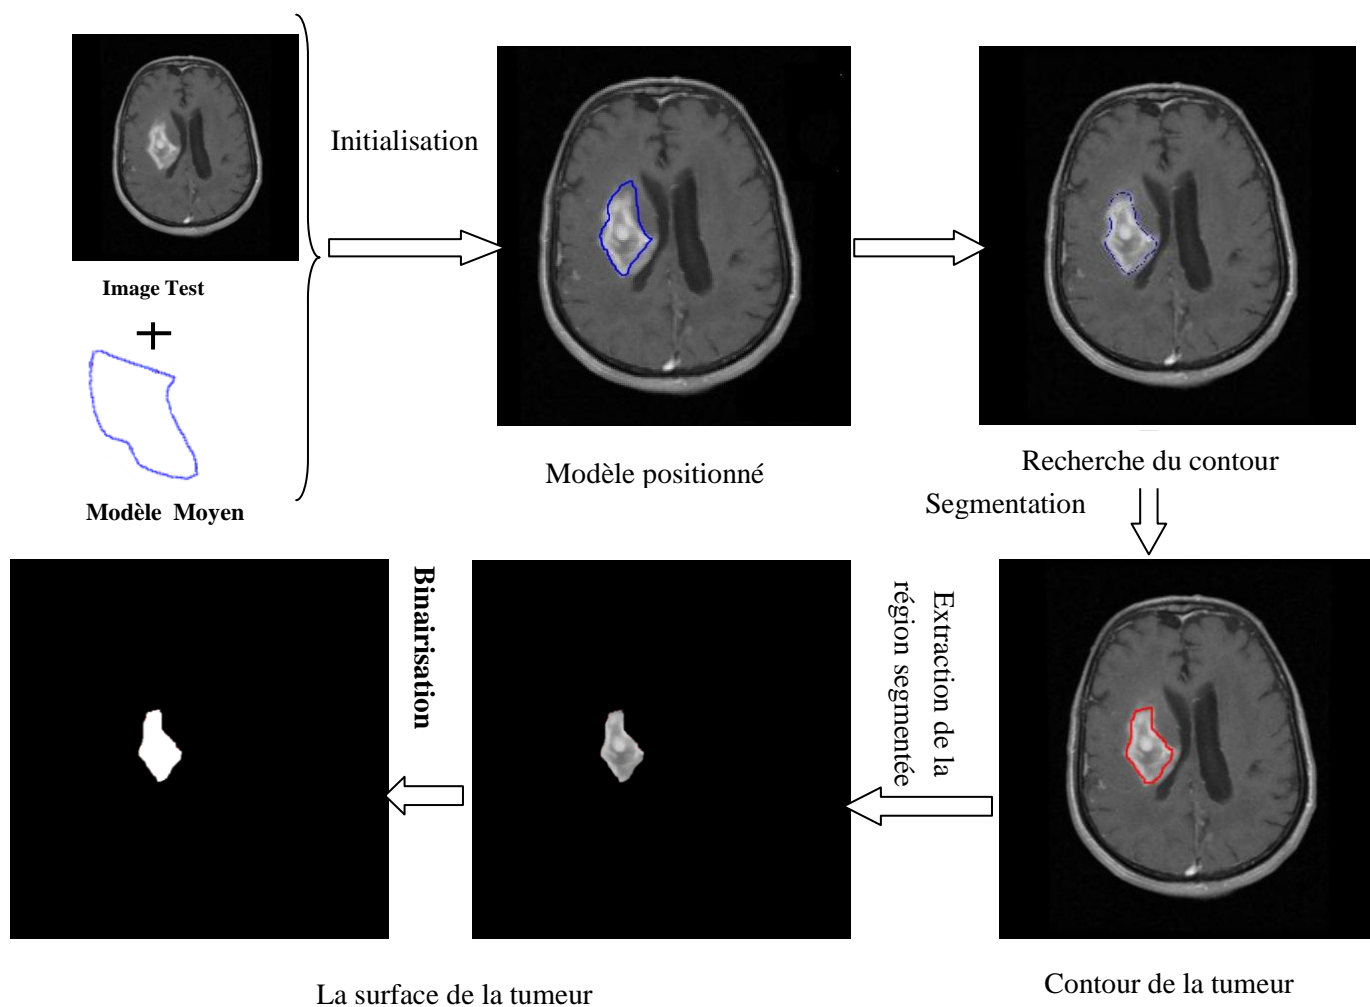 Initialisation
Image Test
+
Modèle Moyen
Modèle positionné
Recherche du contour
Segmentation
Extraction de la
région segmentée
Binairisation
Contour de la tumeur
La surface de la tumeur